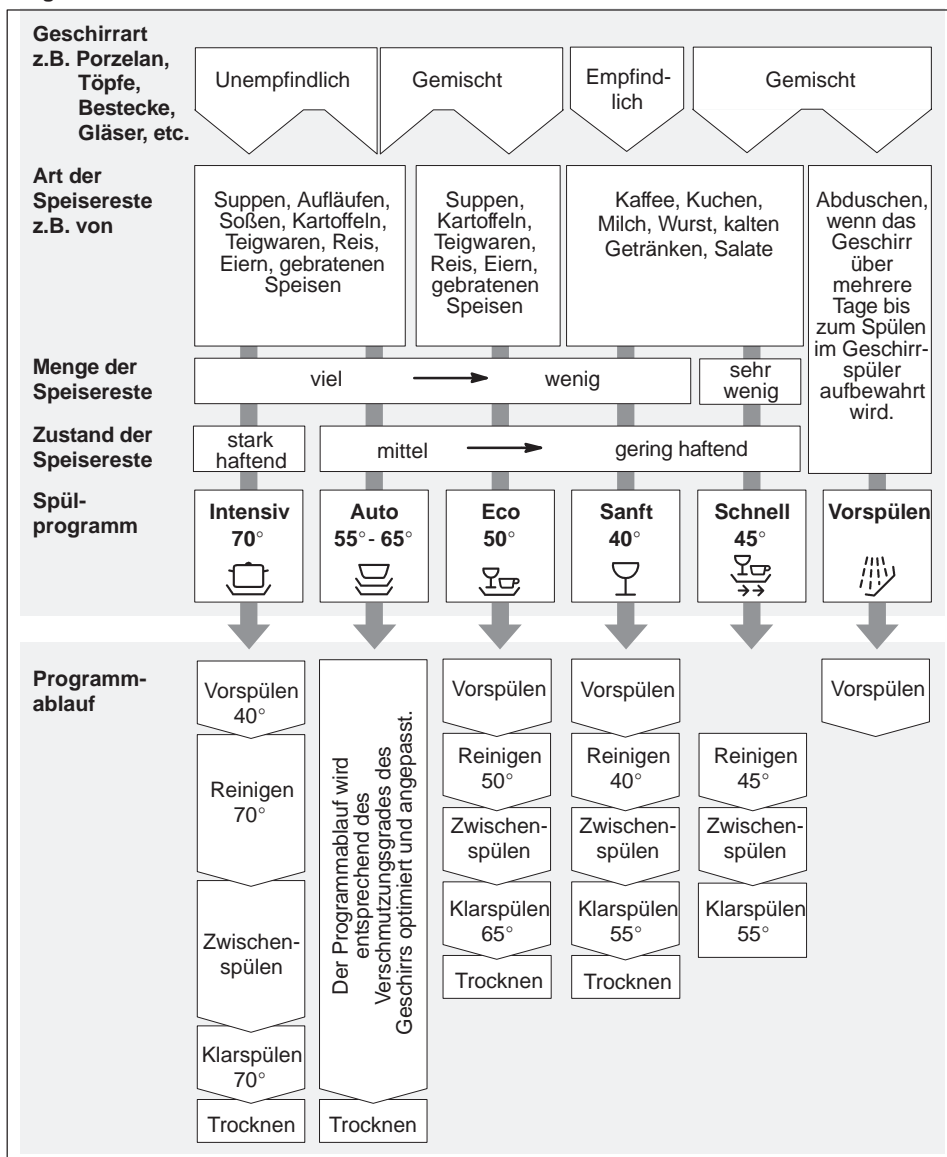 Geschirrart
z.B. Porzelan,
Töpfe,
Bestecke,
Gläser, etc.
Unempfindlich
Gemischt
Empfind-
lich
Gemischt
Art der
Speisereste
z.B. von
Suppen, Aufläufen,
Soßen, Kartoffeln,
Teigwaren, Reis,
Eiern, gebratenen
Speisen
Suppen,
Kartoffeln,
Teigwaren,
Reis, Eiern,
gebratenen
Speisen
Kaffee, Kuchen,
Milch, Wurst, kalten
Getränken, Salate
Abduschen,
wenn das
Geschirr
über
mehrere
Tage bis
zum Spülen
im Geschirr-
spüler
aufbewahrt
wird.
Menge der
Speisereste
viel
wenig
sehr
wenig
Zustand der
Speisereste
stark
haftend
mittel
gering haftend
Spül-
programm
Intensiv
70°
Auto
55°- 65°
Eco
50°
Sanft
40°
Schnell
45°
Vorspülen
Programm-
ablauf
Vorspülen
40°
Reinigen
70°
Zwischen-
spülen
Klarspülen
70°
Trocknen
Der Programmablauf wird
entsprechend des
Verschmutzungsgrades des
Geschirrs optimiert und angepasst.
Trocknen
Vorspülen
Reinigen
50°
Zwischen-
spülen
Klarspülen
65°
Trocknen
Vorspülen
Reinigen
40°
Zwischen-
spülen
Klarspülen
55°
Trocknen
Reinigen
45°
Zwischen-
spülen
Klarspülen
55°
Vorspülen